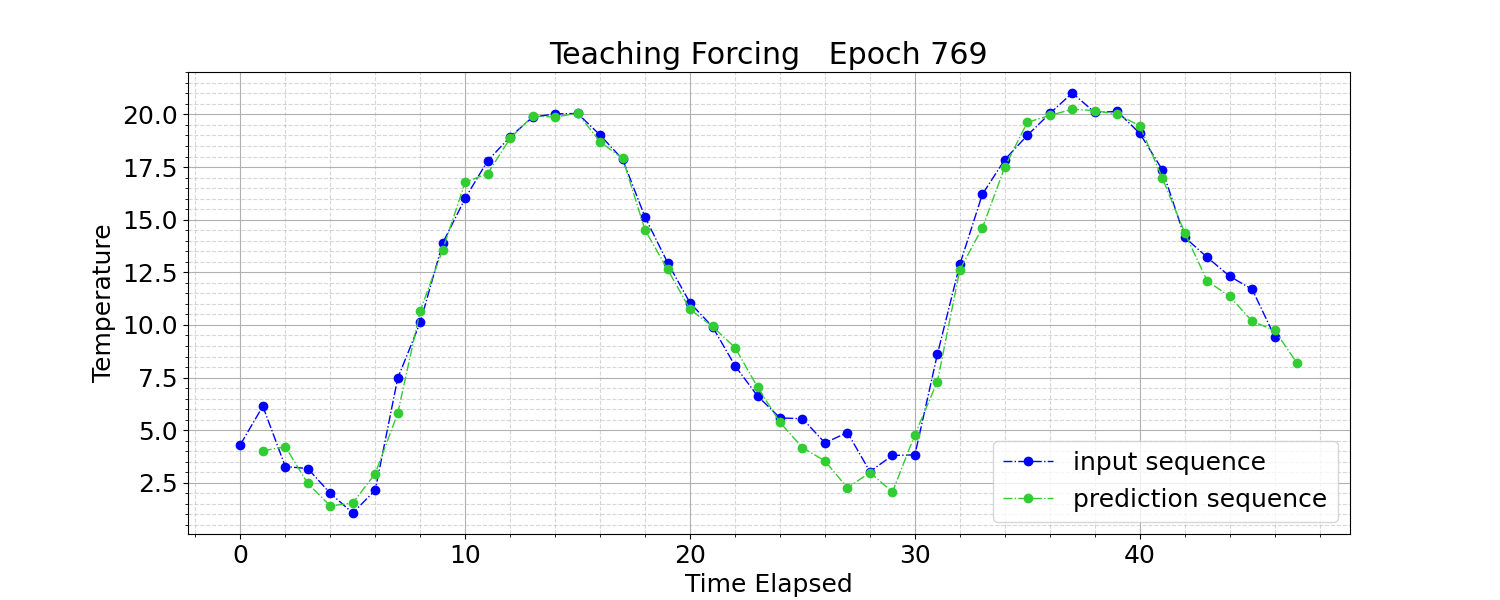 Teaching Forcing   Epoch 769
Temperature
20.0
17.5
15.0
12.5
10.0
7.5
5.0
2.5
input sequence
prediction sequence
0 10 20 30 40
Time Elapsed